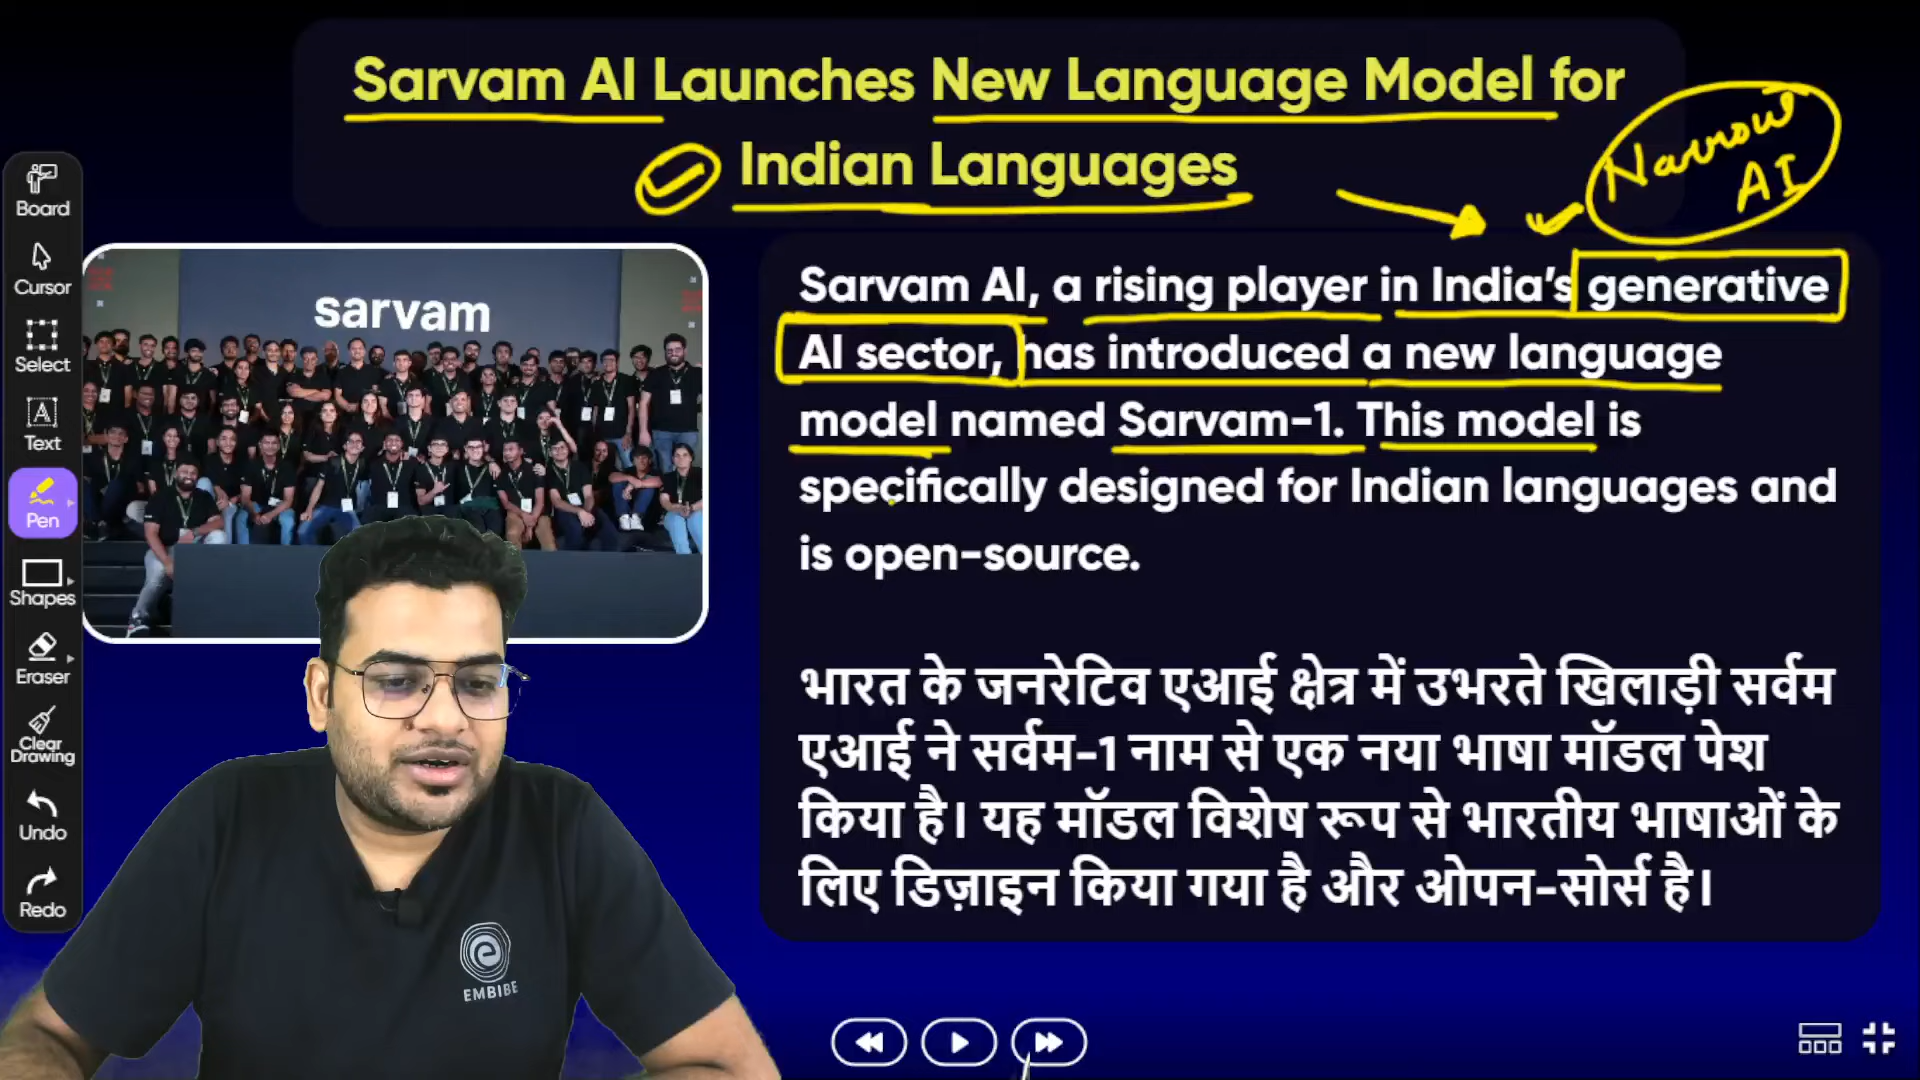 Sarvam AI Launches New Language Model for
Indian Languages
Narrow
AI
Board
Cursor
Select
Text
Pen
Shapes
Eraser
Clear
Drawing
Undo
Redo
sarvam
Sarvam AI, a rising player in India's generative
AI sector, has introduced a new language
model named Sarvam-1. This model is
specifically designed for Indian languages and
is open-source.
भारत के जनरेटिव एआई क्षेत्र में उभरते खिलाड़ी सर्वम
एआई ने सर्वम-1 नाम से एक नया भाषा मॉडल पेश
किया है। यह मॉडल विशेष रूप से भारतीय भाषाओं के
लिए डिज़ाइन किया गया है और ओपन-सोर्स है।
e
EMBIBE